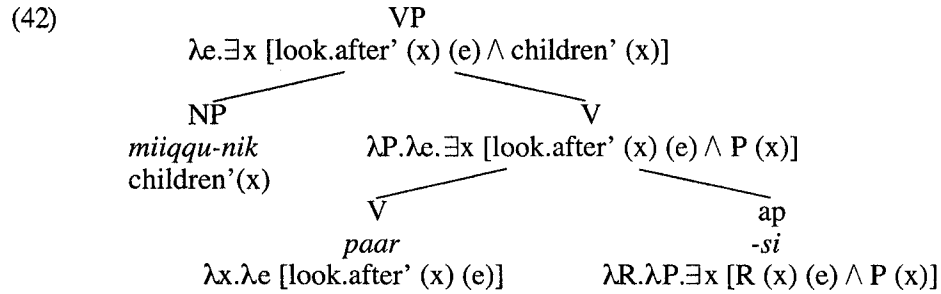 (42) VP
λe.∃x [look.after’ (x) (e) ∧ children’ (x)]
NP V
miiqqu-nik λP.λe.∃x [look.after’ (x) (e) ∧ P (x)]
children’(x)
V ap
paar -si
λx.λe [look.after’ (x) (e)] λR.λP.∃x [R (x) (e) ∧ P (x)]